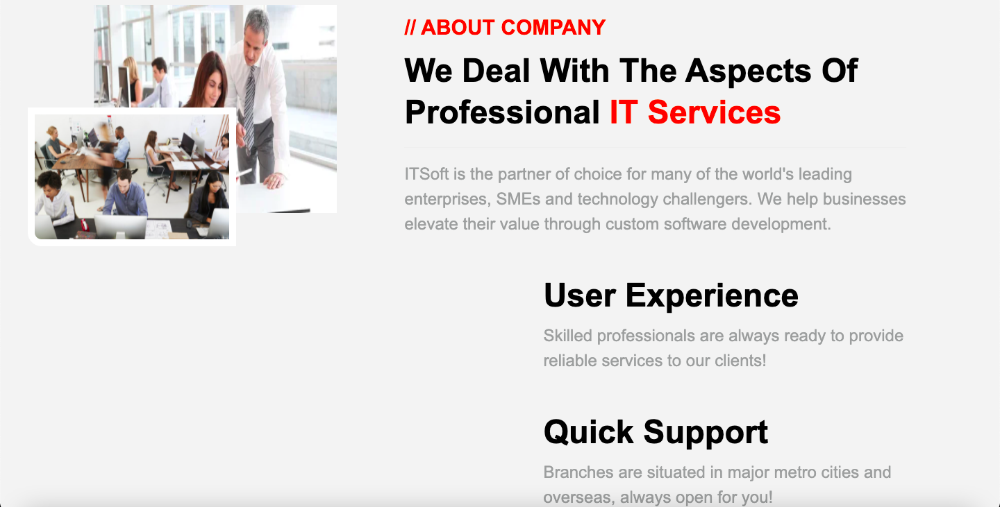 // ABOUT COMPANY
We Deal With The Aspects Of
Professional IT Services
ITSoft is the partner of choice for many of the world's leading
enterprises, SMEs and technology challengers. We help businesses
elevate their value through custom software development.
User Experience
Skilled professionals are always ready to provide
reliable services to our clients!
Quick Support
Branches are situated in major metro cities and
overseas, always open for you!